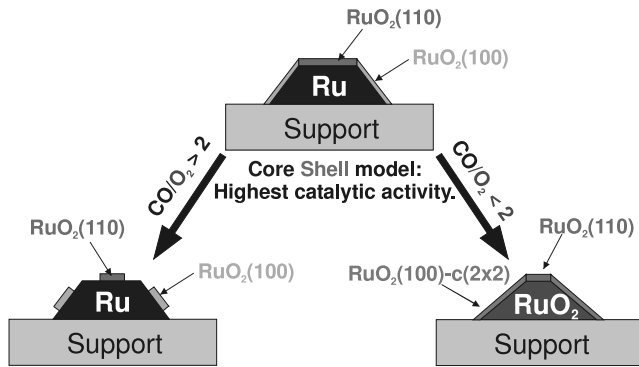 RuO₂(110)
RuO₂(100)
Ru
Support
CO/O₂ > 2
Core Shell model:
Highest catalytic activity.
CO/O₂ < 2
RuO₂(110)
RuO₂(100)
Ru
Support
RuO₂(110)
RuO₂(100)-c(2x2)
RuO₂
Support